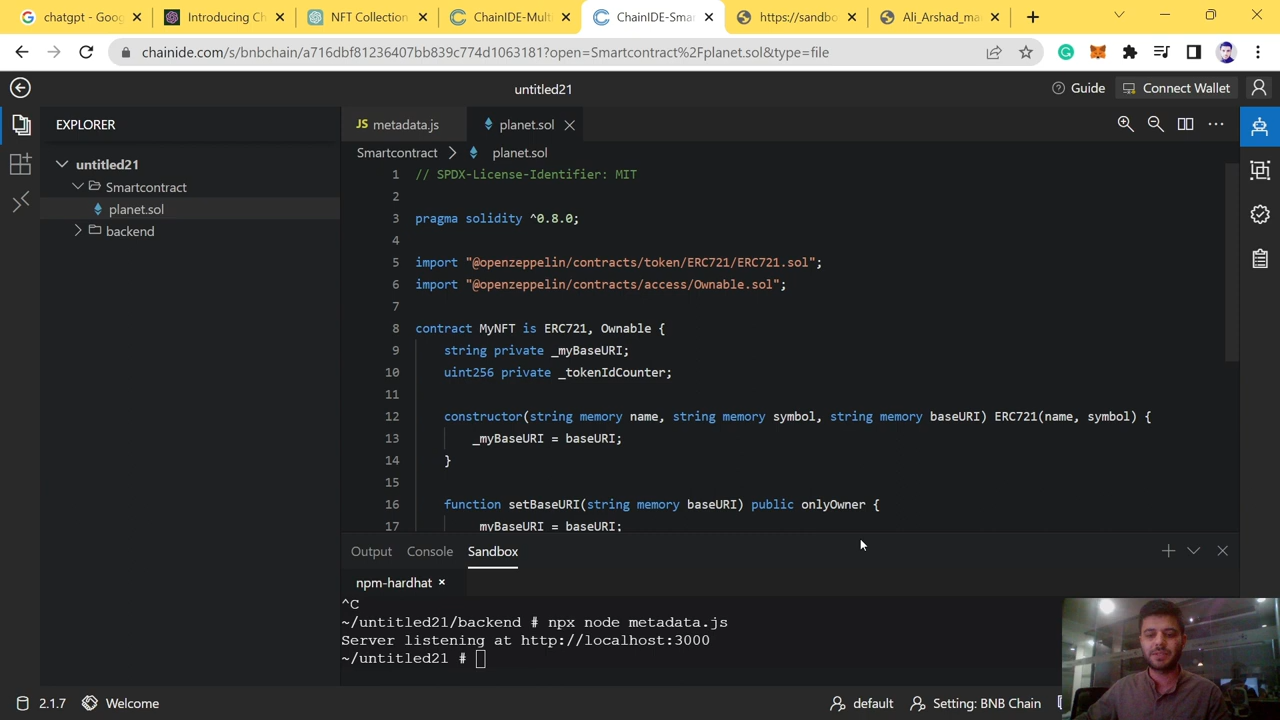 chatgpt - Goog
Introducing Ch
NFT Collection
ChainIDE-Mult
ChainIDE-Smar
https://sandbo
Ali_Arshad_ma
chainide.com/s/bnbchain/a716dbf81236407bb839c774d1063181?open=Smartcontract%2Fplanet.sol&type=file
untitled21
Guide
Connect Wallet
EXPLORER
JS metadata.js
planet.sol
untitled21
Smartcontract
planet.sol
backend
Smartcontract > planet.sol
1 // SPDX-License-Identifier: MIT
2
3 pragma solidity ^0.8.0;
4
5 import "@openzeppelin/contracts/token/ERC721/ERC721.sol";
6 import "@openzeppelin/contracts/access/Ownable.sol";
7
8 contract MyNFT is ERC721, Ownable {
9 string private _myBaseURI;
10 uint256 private _tokenIdCounter;
11
12 constructor(string memory name, string memory symbol, string memory baseURI) ERC721(name, symbol) {
13 _myBaseURI = baseURI;
14 }
15
16 function setBaseURI(string memory baseURI) public onlyOwner {
17 myBaseURI = baseURI;
Output Console Sandbox
npm-hardhat ×
^C
~/untitled21/backend # npx node metadata.js
Server listening at http://localhost:3000
~/untitled21 #
2.1.7
Welcome
default
Setting: BNB Chain